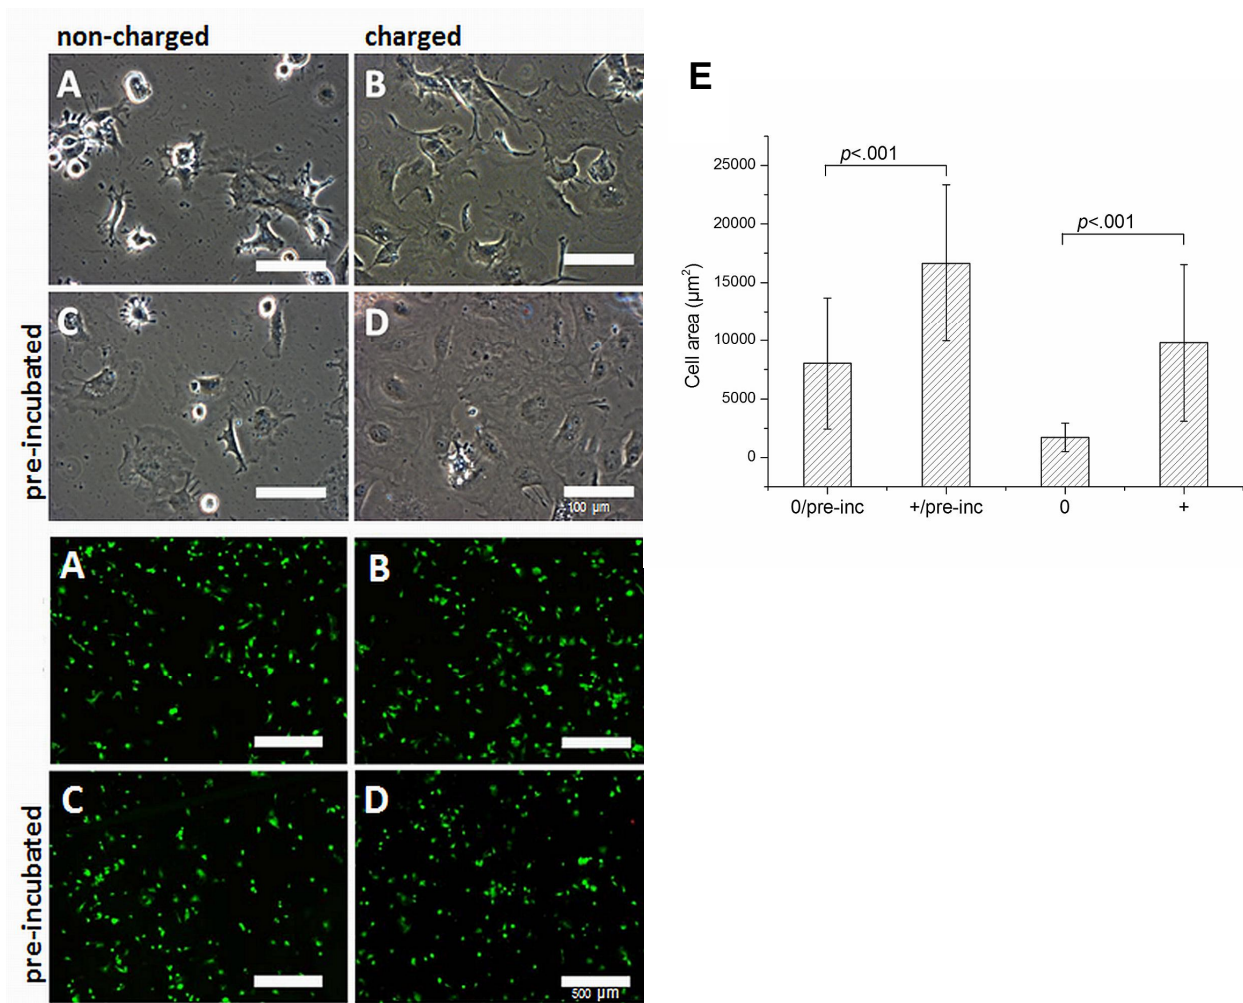 non-charged
charged
A
B
pre-incubated
C
D
100 µm
A
B
pre-incubated
C
D
500 µm
E
Cell area (µm²)
25000
20000
15000
10000
5000
0
p<.001
p<.001
0/pre-inc
+/pre-inc
0
+